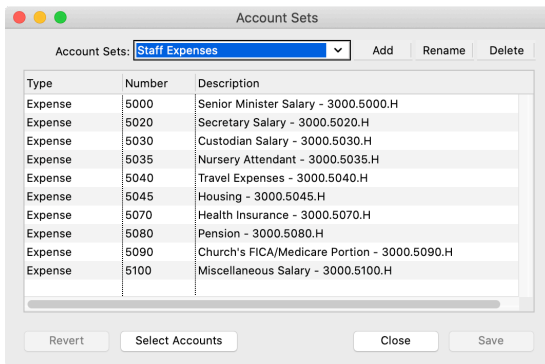 Account Sets
Account Sets: Staff Expenses Add Rename Delete
Type Number Description
Expense 5000 Senior Minister Salary - 3000.5000.H
Expense 5020 Secretary Salary - 3000.5020.H
Expense 5030 Custodian Salary - 3000.5030.H
Expense 5035 Nursery Attendant - 3000.5035.H
Expense 5040 Travel Expenses - 3000.5040.H
Expense 5045 Housing - 3000.5045.H
Expense 5070 Health Insurance - 3000.5070.H
Expense 5080 Pension - 3000.5080.H
Expense 5090 Church's FICA/Medicare Portion - 3000.5090.H
Expense 5100 Miscellaneous Salary - 3000.5100.H
Revert Select Accounts Close Save